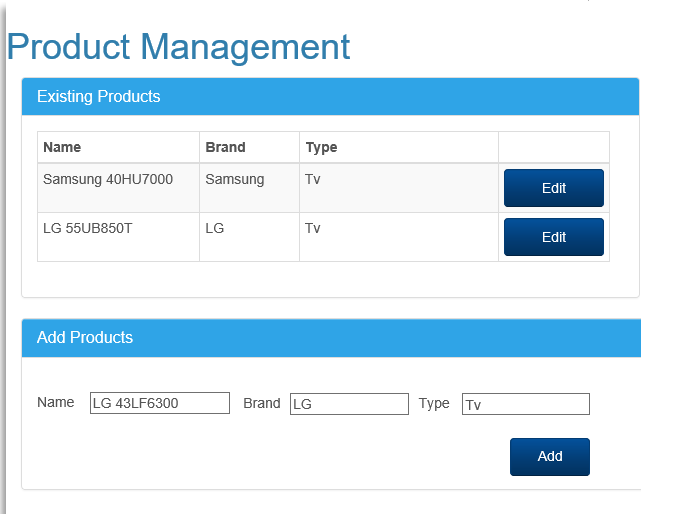 Product Management
Existing Products
Name Brand Type
Samsung 40HU7000 Samsung Tv Edit
LG 55UB850T LG Tv Edit
Add Products
Name LG 43LF6300 Brand LG Type Tv
Add